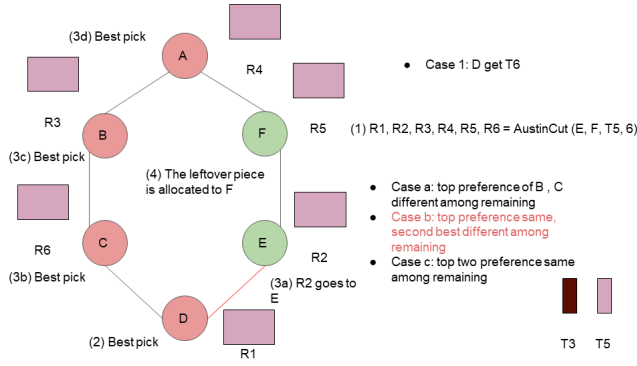 (3d) Best pick
A
R4
Case 1: D get T6
R3
B
F
R5
(1) R1, R2, R3, R4, R5, R6 = AustinCut (E, F, T5, 6)
(3c) Best pick
(4) The leftover piece
is allocated to F
Case a: top preference of B , C
different among remaining
Case b: top preference same,
second best different among
remaining
Case c: top two preference same
among remaining
R6
C
E
R2
(3b) Best pick
(3a) R2 goes to
E
D
(2) Best pick
R1
T3
T5